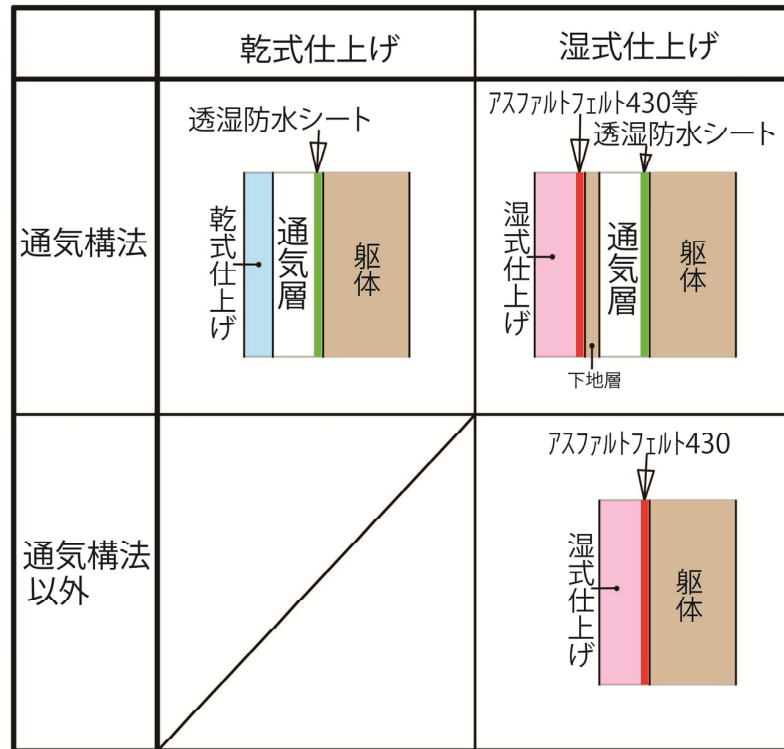 乾式仕上げ
湿式仕上げ
通気構法
透湿防水シート
乾式仕上げ
通気層
躯体
アスファルトフェルト430等
透湿防水シート
湿式仕上げ
通気層
躯体
下地層
通気構法
以外
アスファルトフェルト430
湿式仕上げ
躯体